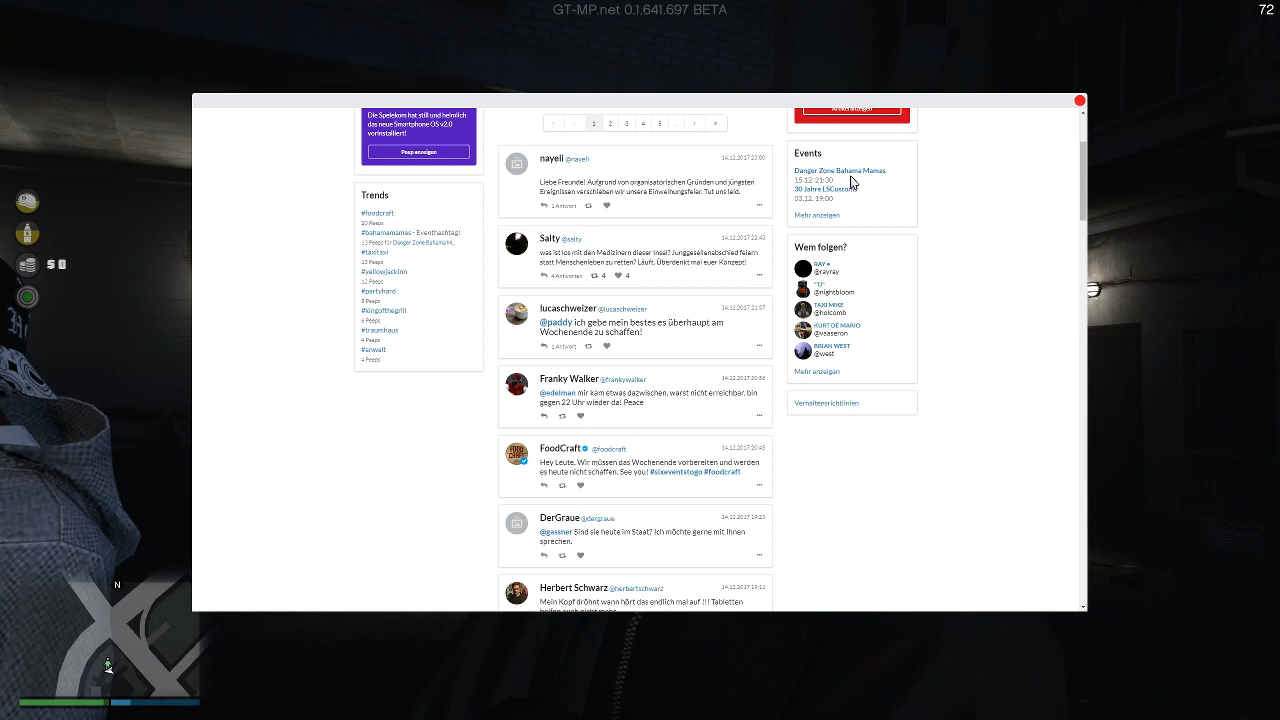 GT-MP.net 0.1.641.697 BETA
72
Die Spelekom hat still und heimlich
das neue Smartphone OS v2.0
vorinstalliert!
Peep anzeigen
Trends
#foodcraft
20 Peeps
#bahamamamas - Eventhashtag!
13 Peeps für Danger Zone Bahama M...
#taxitaxi
13 Peeps
#yellowjackinn
12 Peeps
#partyhard
8 Peeps
#kingofthegrill
6 Peeps
#traumhaus
4 Peeps
#anwalt
4 Peeps
« ‹ 1 2 3 4 5 ... › »
nayeli @nayeli 14.12.2017 23:00
Liebe Freunde! Aufgrund von organisatorischen Gründen und jüngsten
Ereignissen verschieben wir unsere Einweihungsfeier. Tut uns leid.
1 Antwort
Salty @salty 14.12.2017 22:43
was ist los mit den Medizinern dieser Insel? Junggesellenabschied feiern
statt Menschenleben zu retten? Läuft. Überdenkt mal euer Konzept!
4 Antworten 4 4
lucaschweizer @lucaschweizer 14.12.2017 21:37
@paddy ich gebe mein bestes es überhaupt am
Wochenende zu schaffen!
1 Antwort
Franky Walker @frankywalker 14.12.2017 20:56
@edelman mir kam etwas dazwischen, warst nicht erreichbar, bin
gegen 22 Uhr wieder da! Peace
FoodCraft @foodcraft 14.12.2017 20:45
Hey Leute. Wir müssen das Wochenende vorbereiten und werden
es heute nicht schaffen. See you! #sixeventstogo #foodcraft
DerGraue @dergraue 14.12.2017 19:23
@gassner Sind sie heute im Staat? Ich möchte gerne mit Ihnen
sprechen.
Herbert Schwarz @herbertschwarz 14.12.2017 19:11
Mein Kopf dröhnt wann hört das endlich mal auf !!! Tabletten
helfen auch nicht mehr
Artikel anzeigen
Events
Danger Zone Bahama Mamas
15.12. 21:30
30 Jahre LSCustoms
03.12. 19:00
Mehr anzeigen
Wem folgen?
RAY ●
@rayray
"TJ"
@nightbloom
TAXI MIKE
@holcomb
KURT DE MARIO
@vaaseron
BRIAN WEST
@west
Mehr anzeigen
Verhaltensrichtlinien
$0
N